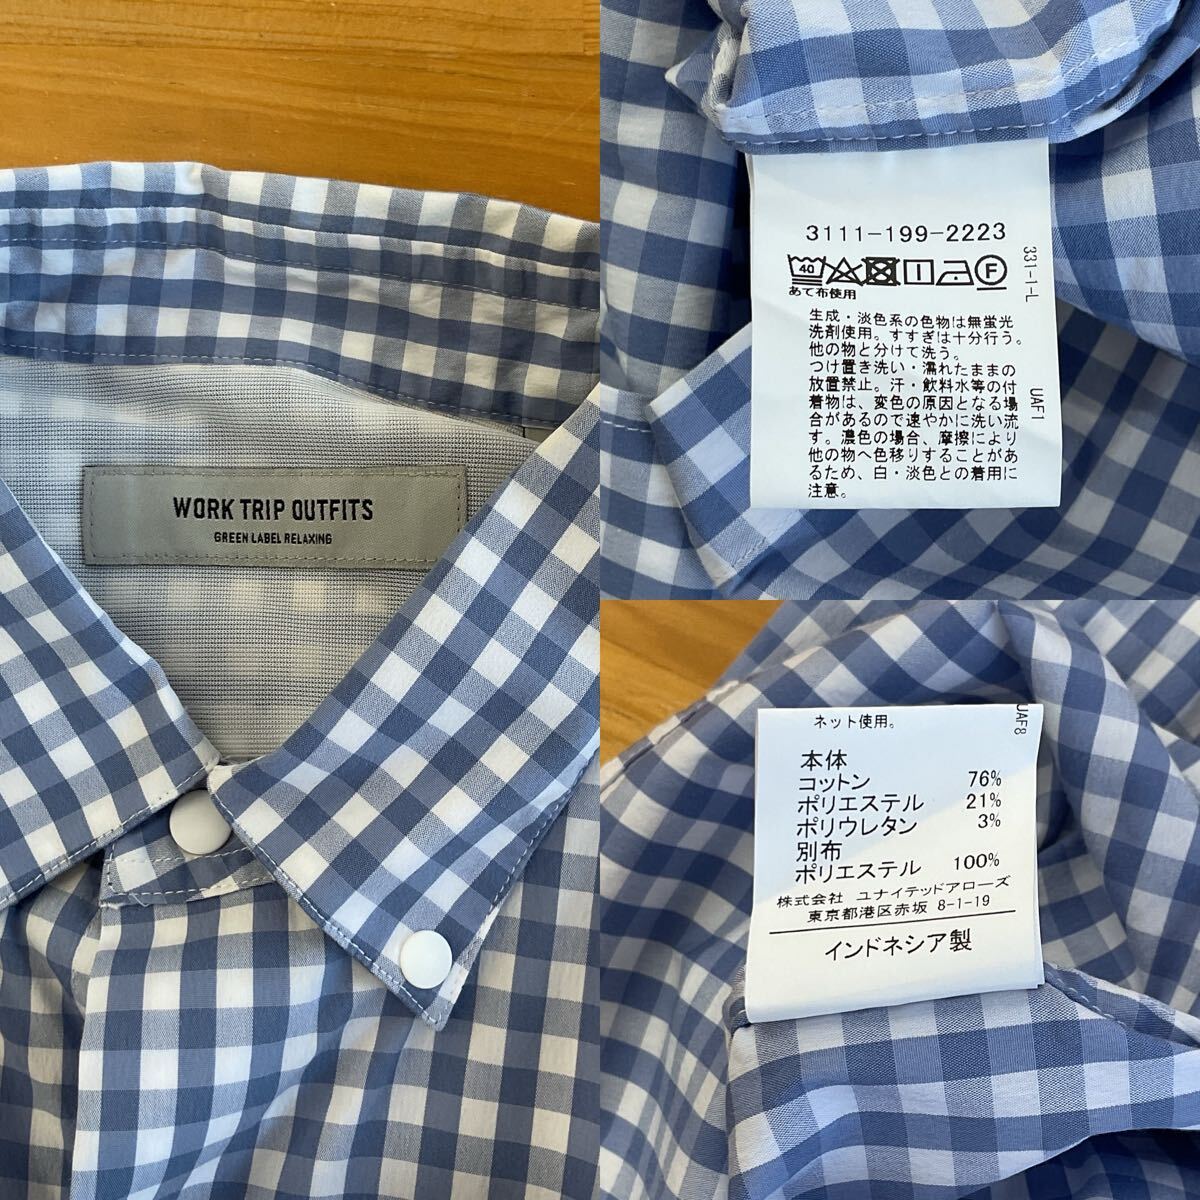 WORK TRIP OUTFITS
GREEN LABEL RELAXING
3111-199-2223
40
F
あて布使用
生成・淡色系の色物は無蛍光
洗剤使用。すすぎは十分行う。
他の物と分けて洗う。
つけ置き洗い・濡れたままの
放置禁止。汗・飲料水等の付
着物は、変色の原因となる場
合があるので速やかに洗い流
す。濃色の場合、摩擦により
他の物へ色移りすることがあ
るため、白・淡色との着用に
注意。
331-1-L
UAF1
ネット使用。
本体
コットン 76%
ポリエステル 21%
ポリウレタン 3%
別布
ポリエステル 100%
株式会社 ユナイテッドアローズ
東京都港区赤坂 8-1-19
インドネシア製
UAF8